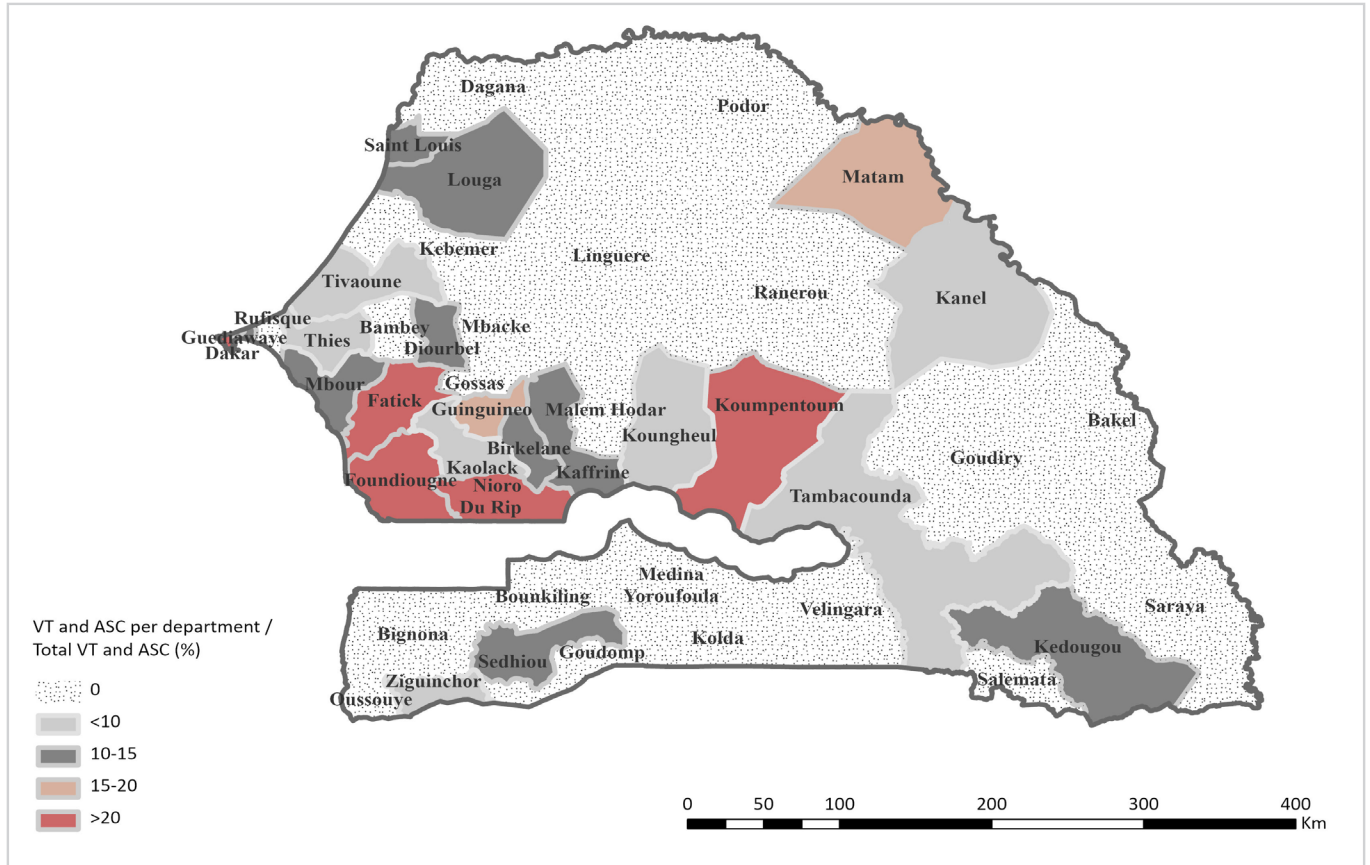 Dagana
Podor
Saint Louis
Louga
Matam
Kebemer
Linguere
Tivaoune
Ranerou
Kanel
Rufisque
Guediawaye
Dakar
Thies
Bambey
Mbacke
Diourbel
Mbour
Gossas
Fatick
Guinguineo
Malem Hodar
Koumpentoum
Bakel
Koungheul
Birkelane
Goudiry
Kaolack
Kaffrine
Foundiougne
Nioro
Du Rip
Tambacounda
Medina
Yoroufoula
Bounkiling
Velingara
Saraya
Bignona
Kolda
Kedougou
Sedhiou
Goudomp
Salemata
Ziguinchor
Oussouye
VT and ASC per department /
Total VT and ASC (%)
0
<10
10-15
15-20
>20
0 50 100 200 300 400
Km